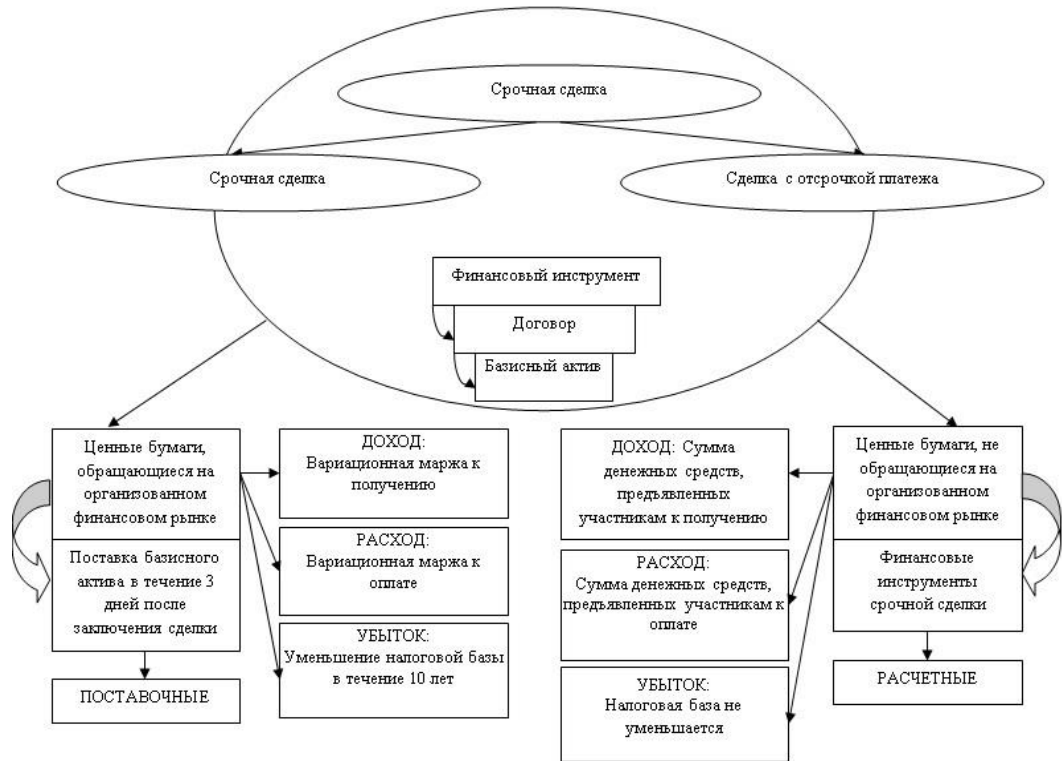 Срочная сделка
Срочная сделка
Сделка с отсрочкой платежа
Финансовый инструмент
Договор
Базисный актив
Ценные бумаги,
обращающиеся на
организованном
финансовом рынке
Поставка базисного
актива в течение 3
дней после
заключения сделки
ПОСТАВОЧНЫЕ
ДОХОД:
Вариационная маржа к
получению
РАСХОД:
Вариационная маржа к
оплате
УБЫТОК:
Уменьшение налоговой базы
в течение 10 лет
ДОХОД: Сумма
денежных средств,
предъявленных
участникам к получению
РАСХОД:
Сумма денежных средств,
предъявленных участникам к
оплате
УБЫТОК:
Налоговая база не
уменьшается
Ценные бумаги, не
обращающиеся на
организованном
финансовом рынке
Финансовые
инструменты
срочной сделки
РАСЧЕТНЫЕ